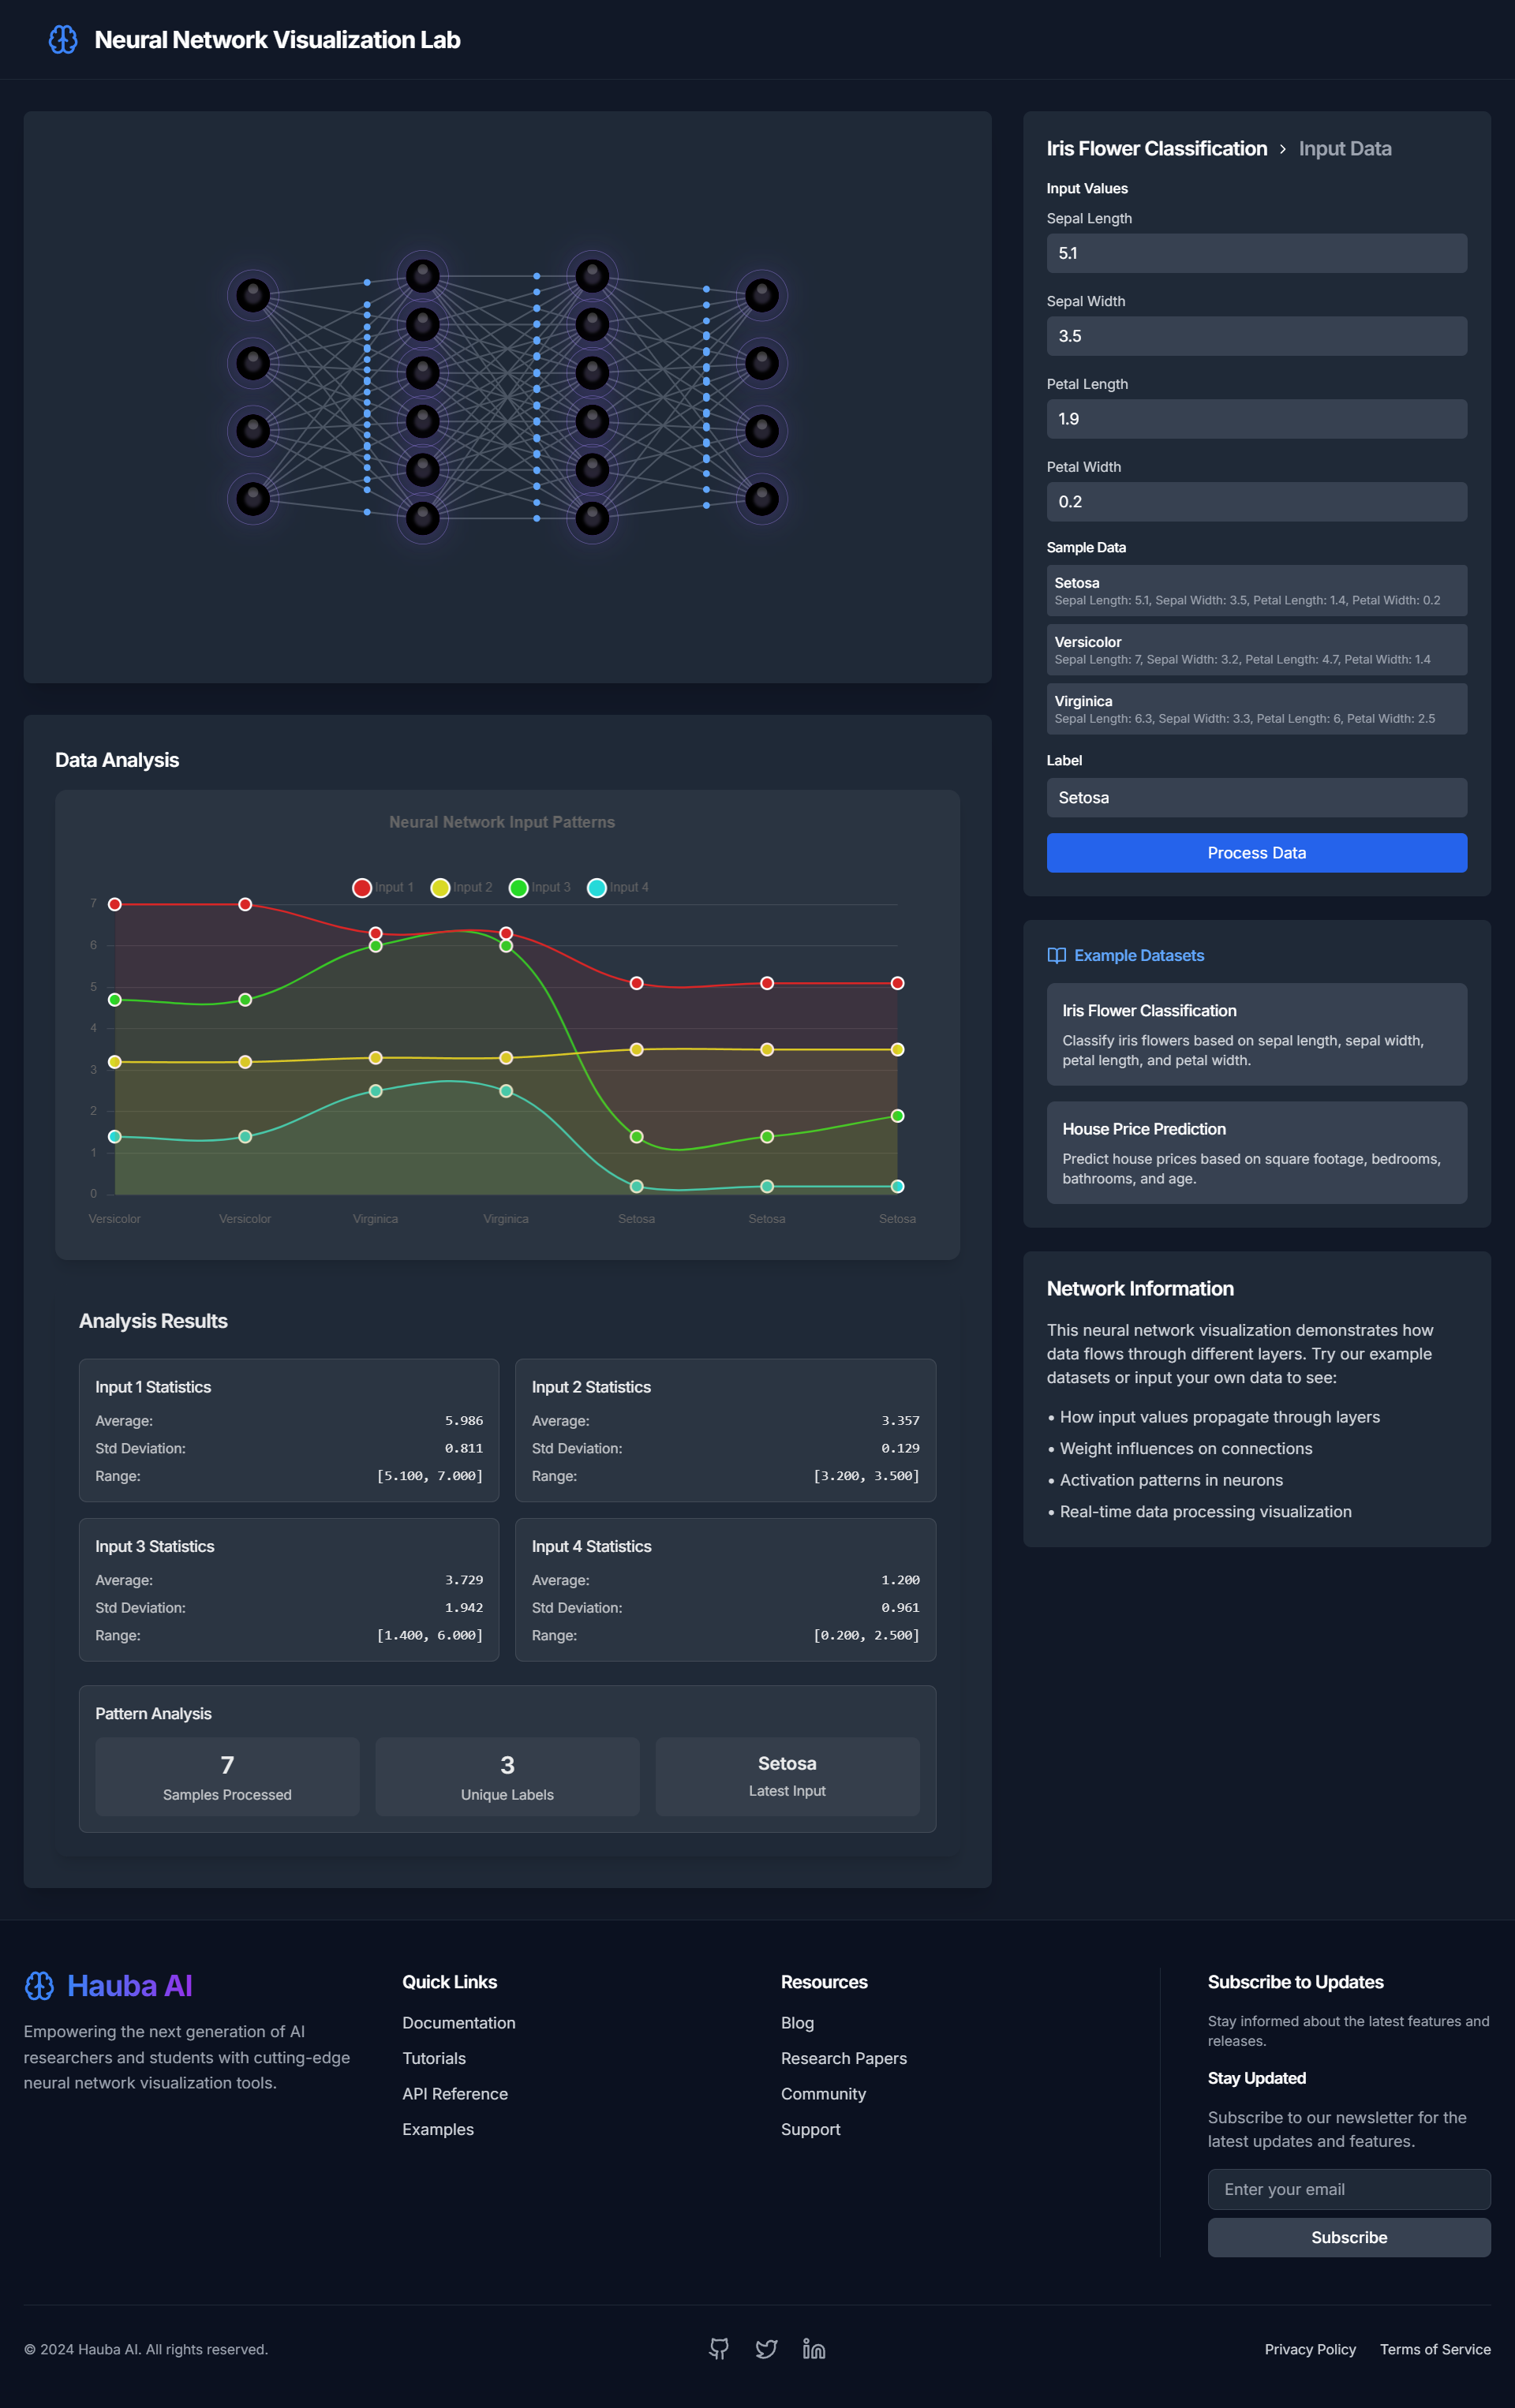 Neural Network Visualization Lab
Iris Flower Classification > Input Data
Input Values
Sepal Length
5.1
Sepal Width
3.5
Petal Length
1.9
Petal Width
0.2
Sample Data
Setosa
Sepal Length: 5.1, Sepal Width: 3.5, Petal Length: 1.4, Petal Width: 0.2
Versicolor
Sepal Length: 7, Sepal Width: 3.2, Petal Length: 4.7, Petal Width: 1.4
Virginica
Sepal Length: 6.3, Sepal Width: 3.3, Petal Length: 6, Petal Width: 2.5
Label
Setosa
Process Data
Example Datasets
Iris Flower Classification
Classify iris flowers based on sepal length, sepal width,
petal length, and petal width.
House Price Prediction
Predict house prices based on square footage, bedrooms,
bathrooms, and age.
Network Information
This neural network visualization demonstrates how
data flows through different layers. Try our example
datasets or input your own data to see:
• How input values propagate through layers
• Weight influences on connections
• Activation patterns in neurons
• Real-time data processing visualization
Data Analysis
Neural Network Input Patterns
Input 1 Input 2 Input 3 Input 4
7
6
5
4
3
2
1
0
Versicolor Versicolor Virginica Virginica Setosa Setosa Setosa
Analysis Results
Input 1 Statistics
Average: 5.986
Std Deviation: 0.811
Range: [5.100, 7.000]
Input 2 Statistics
Average: 3.357
Std Deviation: 0.129
Range: [3.200, 3.500]
Input 3 Statistics
Average: 3.729
Std Deviation: 1.942
Range: [1.400, 6.000]
Input 4 Statistics
Average: 1.200
Std Deviation: 0.961
Range: [0.200, 2.500]
Pattern Analysis
7
Samples Processed
3
Unique Labels
Setosa
Latest Input
Hauba AI
Empowering the next generation of AI
researchers and students with cutting-edge
neural network visualization tools.
Quick Links
Documentation
Tutorials
API Reference
Examples
Resources
Blog
Research Papers
Community
Support
Subscribe to Updates
Stay informed about the latest features and
releases.
Stay Updated
Subscribe to our newsletter for the
latest updates and features.
Enter your email
Subscribe
© 2024 Hauba AI. All rights reserved.
Privacy Policy Terms of Service